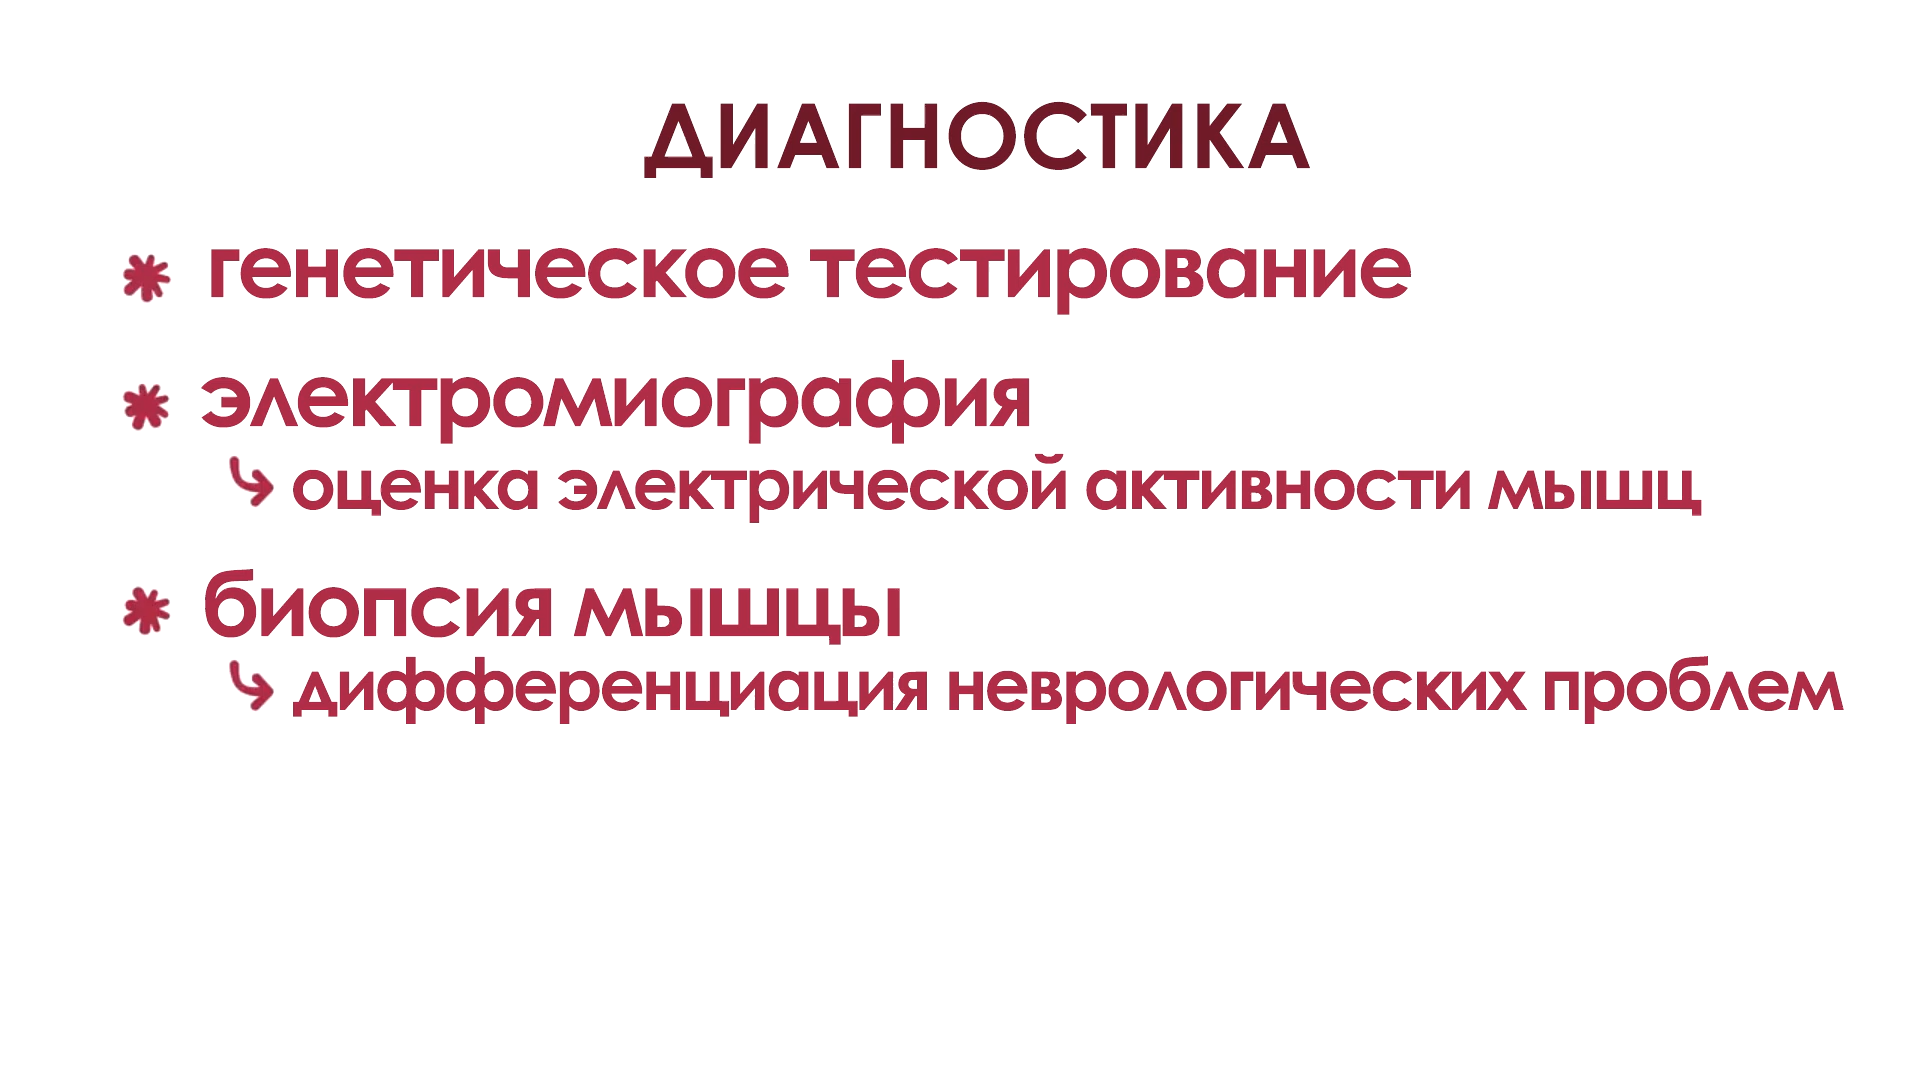 ДИАГНОСТИКА
генетическое тестирование
электромиография
оценка электрической активности мышц
биопсия мышцы
дифференциация неврологических проблем